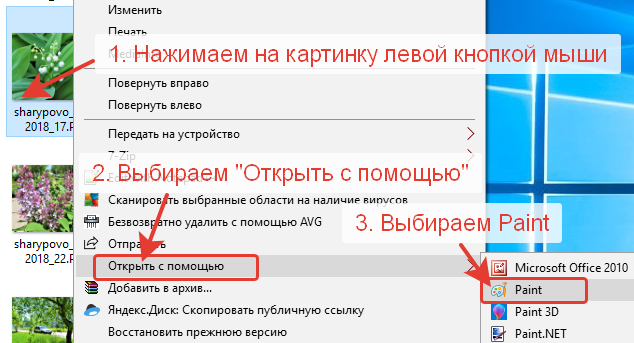 Изменить
Печать
1. Нажимаем на картинку левой кнопкой мыши
Повернуть вправо
Повернуть влево
sharypovo_
2018_17.
Передать на устройство
7-Zip
2. Выбираем "Открыть с помощью"
Сканировать выбранные области на наличие вирусов
Безвозвратно удалить с помощью AVG
3. Выбираем Paint
sharypovo_
2018_22.
Отправить
Открыть с помощью
Microsoft Office 2010
Добавить в архив...
Paint
Яндекс.Диск: Скопировать публичную ссылку
Paint 3D
Восстановить прежнюю версию
Paint.NET